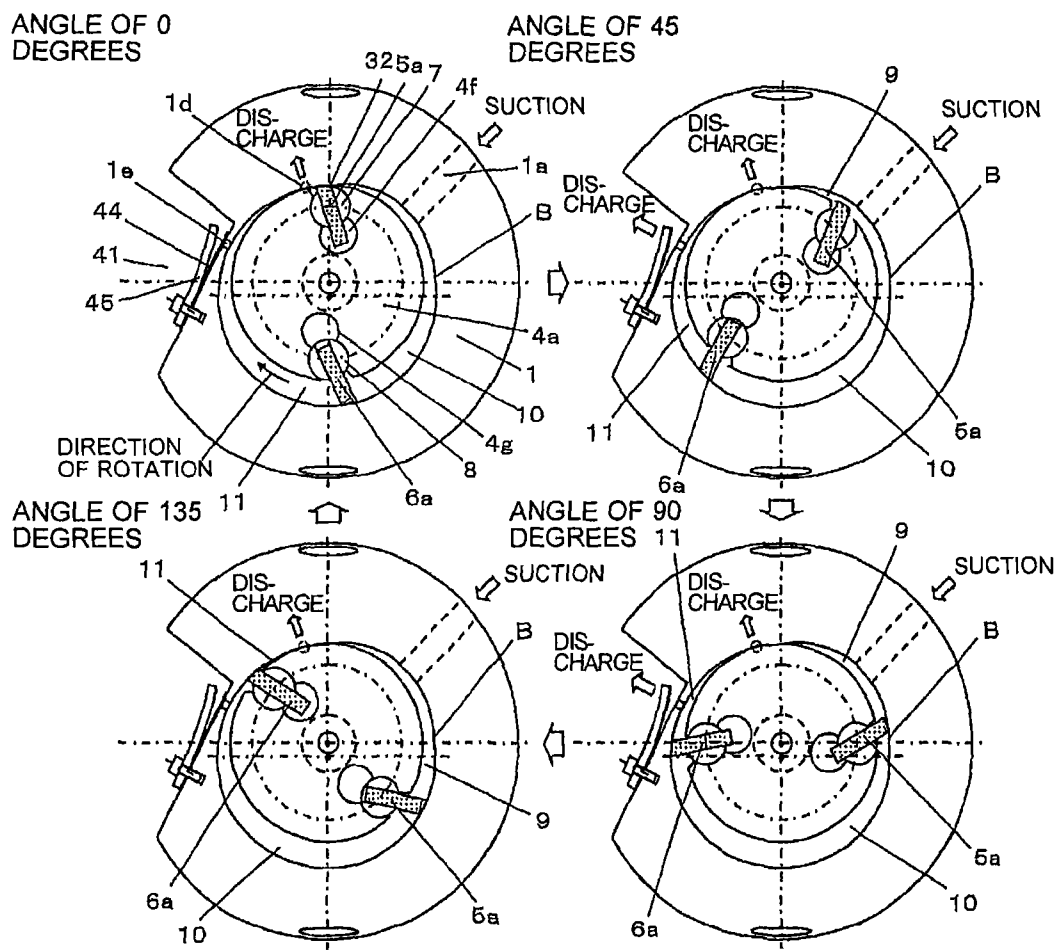 ANGLE OF 0
DEGREES
32 5a 7
4f
1d
DIS-
CHARGE
SUCTION
1a
1e
44
B
41
45
4a
1
10
DIRECTION
OF ROTATION
4g
8
11
6a
ANGLE OF 45
DEGREES
9
SUCTION
DIS-
CHARGE
B
DIS-
CHARGE
11
5a
10
6a
ANGLE OF 135
DEGREES
11
DIS-
CHARGE
SUCTION
B
9
6a
10
5a
ANGLE OF 90
DEGREES
11
9
SUCTION
DIS-
CHARGE
B
DIS-
CHARGE
5a
6a
10